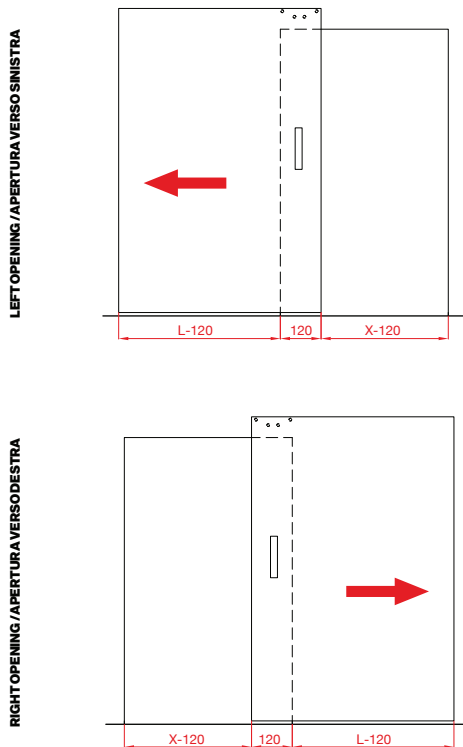 LEFT OPENING / APERTURA VERSO SINISTRA
L-120
120
X-120
RIGHT OPENING / APERTURA VERSO DESTRA
X-120
120
L-120